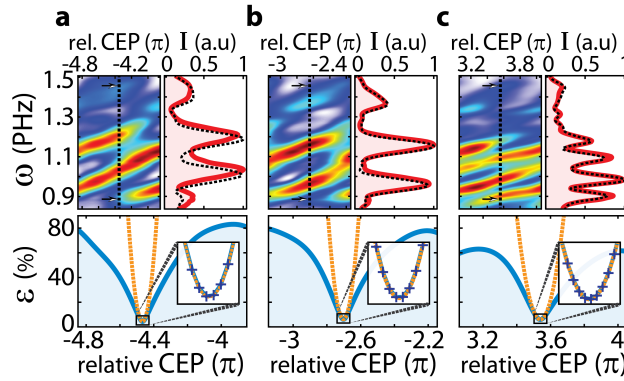 a b c
rel. CEP (π) I (a.u) rel. CEP (π) I (a.u) rel. CEP (π) I (a.u)
-4.8 -4.2 0 0.5 1 -3 -2.4 0 0.5 1 3.2 3.8 0 0.5 1
1.5
1.3
1.1
0.9
ω (PHz)
80
40
0
ε (%)
-4.8 -4.4 -4 -3 -2.6 -2.2 3.2 3.6 4
relative CEP (π) relative CEP (π) relative CEP (π)